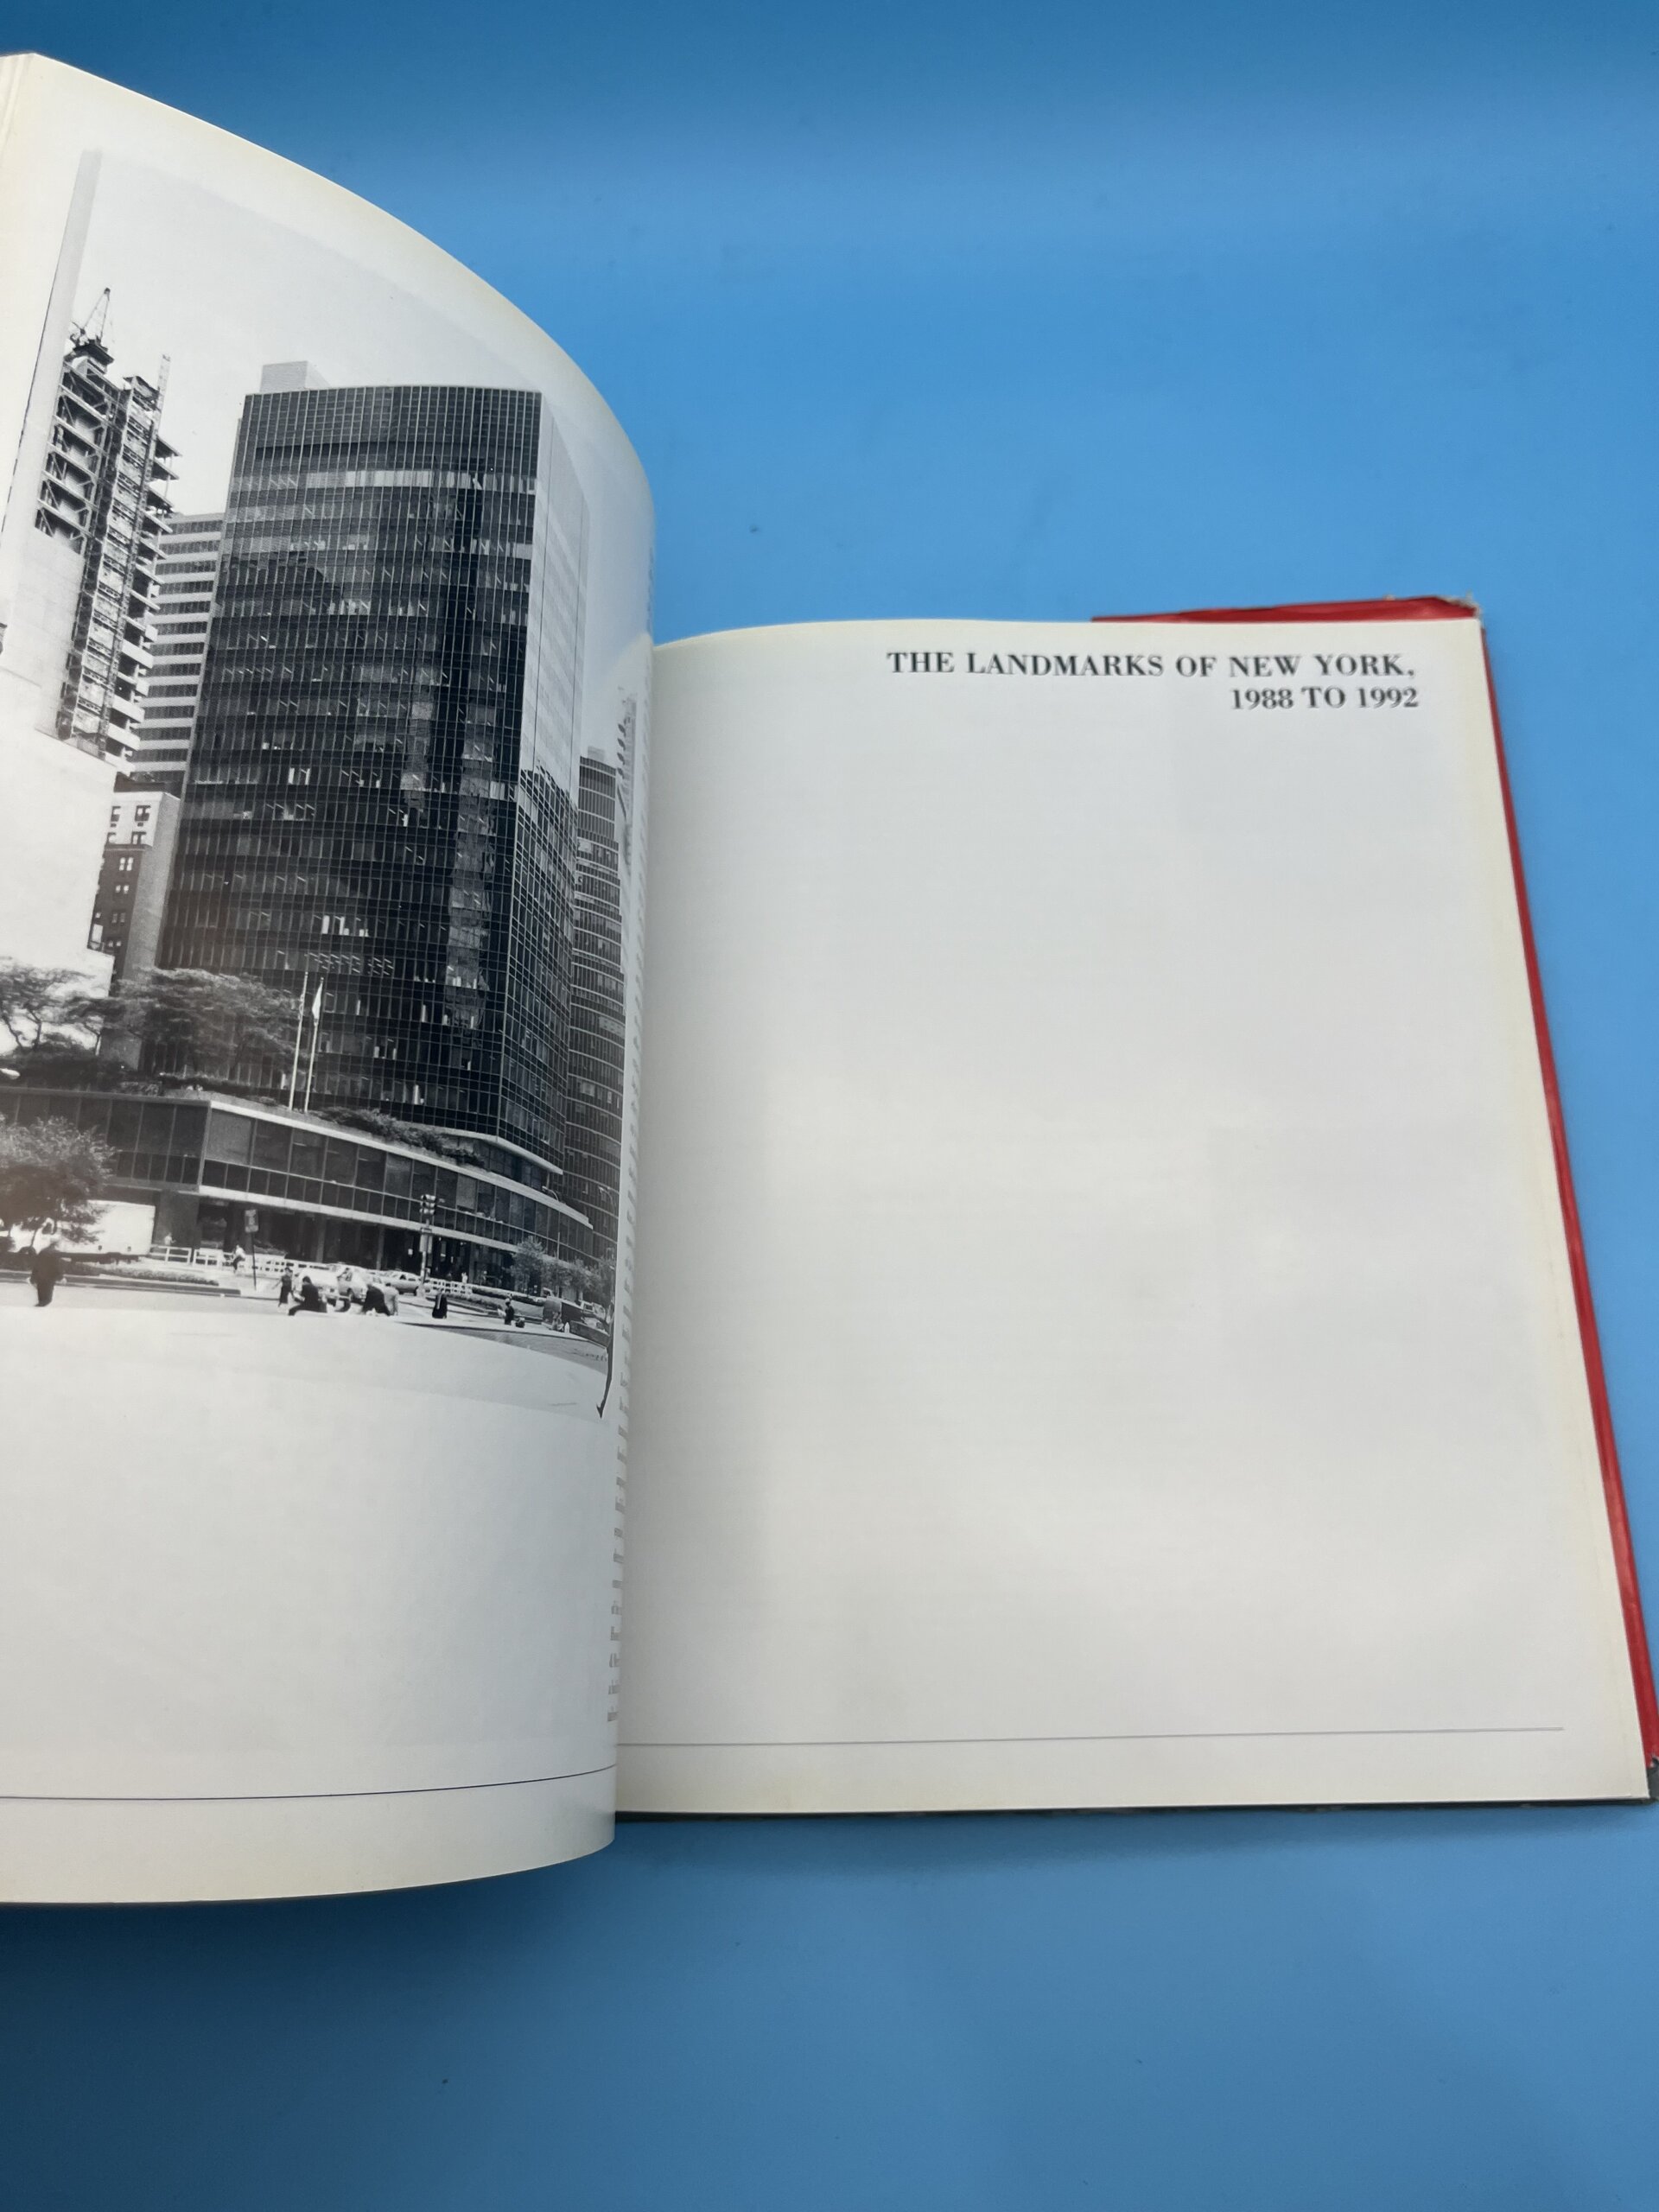 THE LANDMARKS OF NEW YORK,
1988 TO 1992